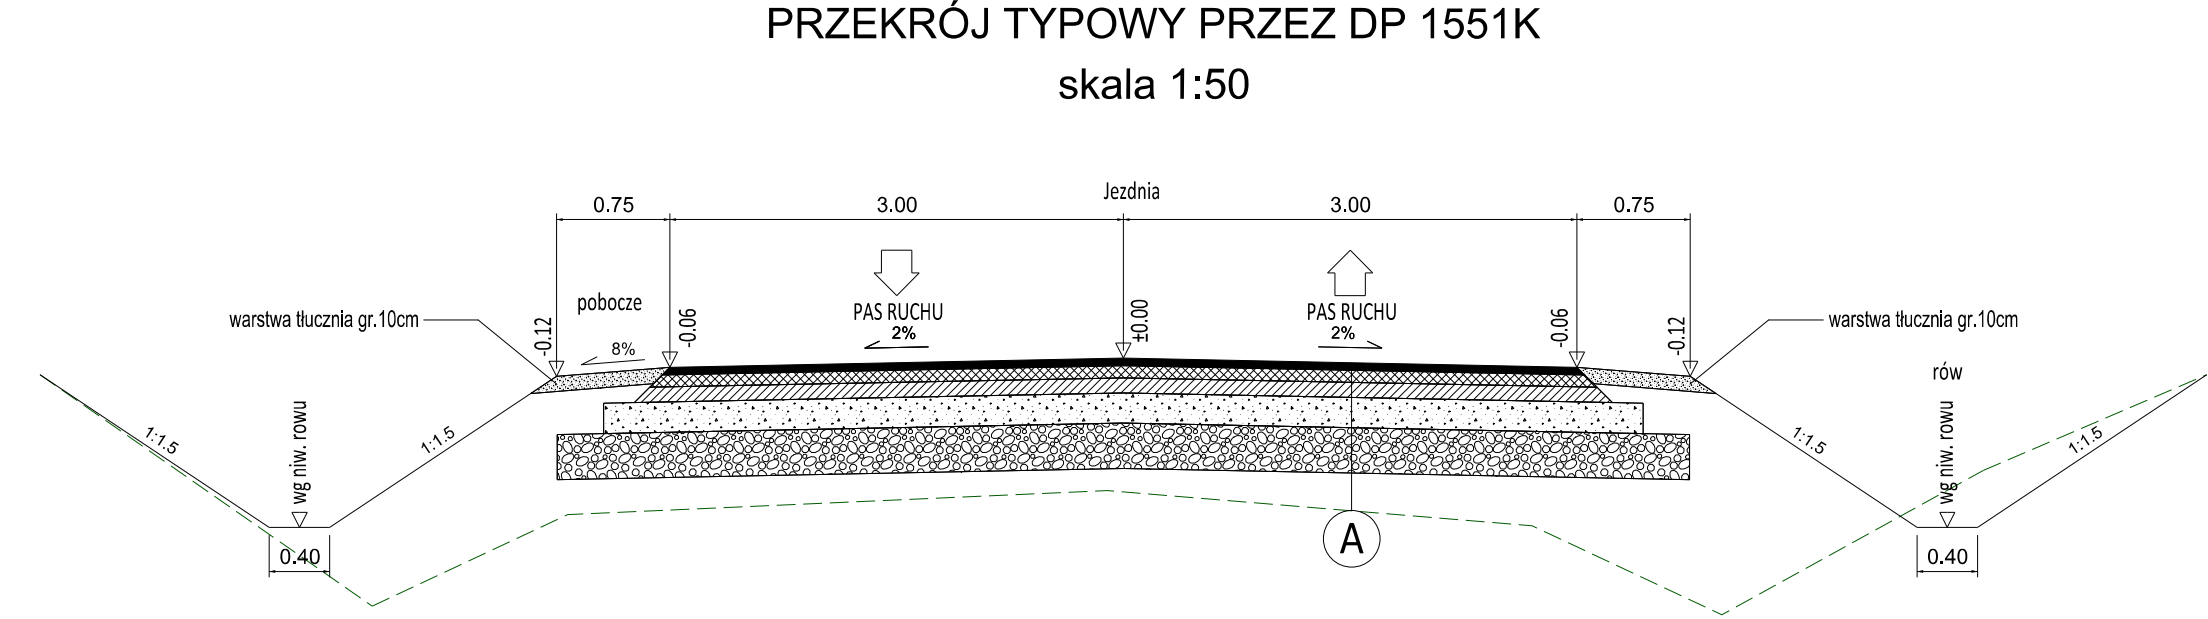 PRZEKRÓJ TYPOWY PRZEZ DP 1551K
skala 1:50
Jezdnia
0.75
3.00
3.00
0.75
pobocze
PAS RUCHU
2%
PAS RUCHU
2%
warstwa tłucznia gr.10cm
-0.12
8%
-0.06
±0.00
-0.06
-0.12
warstwa tłucznia gr.10cm
rów
1:1.5
wg niw. rowu
1:1.5
1:1.5
wg niw. rowu
1:1.5
A
0.40
0.40